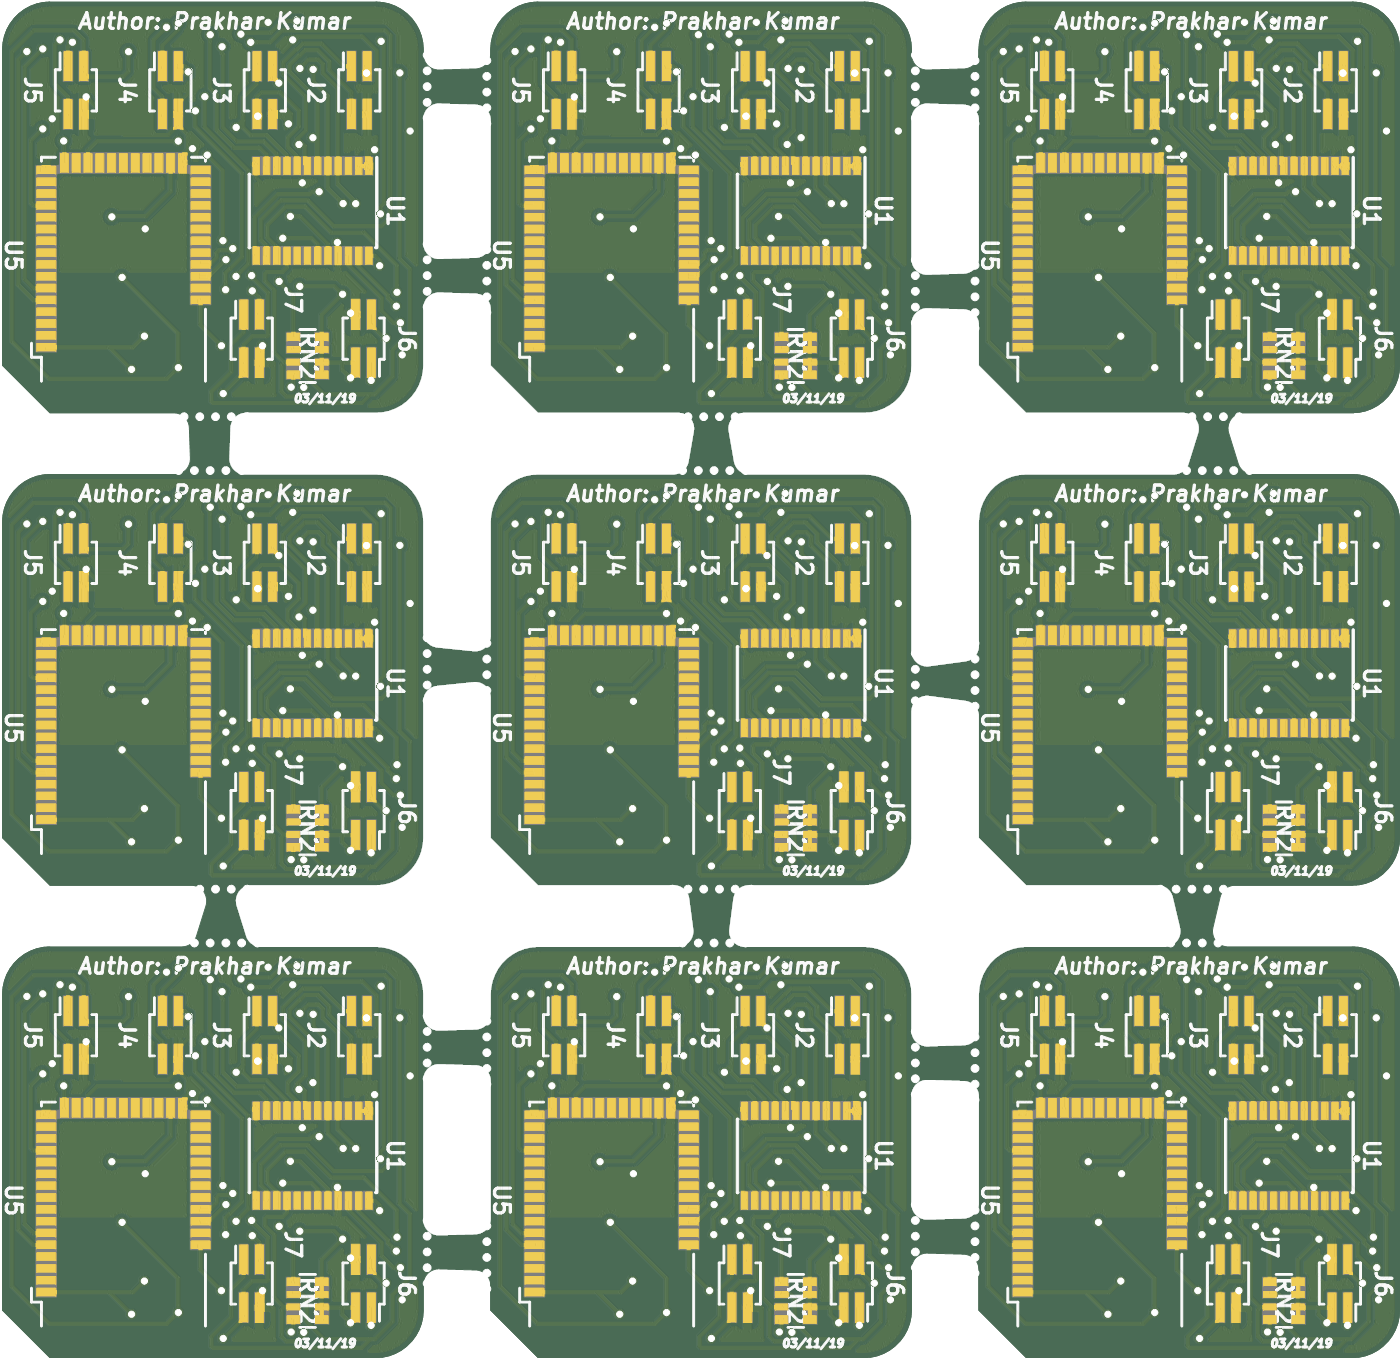 Author: Prakhar Kumar Author: Prakhar Kumar Author: Prakhar Kumar
J5 J4 J3 J2 J5 J4 J3 J2 J5 J4 J3 J2
U1 U1 U1
U5 U5 U5
J7 J7 J7
IRN2 J6 IRN2 J6 IRN2 J6
03/11/19 03/11/19 03/11/19
Author: Prakhar Kumar Author: Prakhar Kumar Author: Prakhar Kumar
J5 J4 J3 J2 J5 J4 J3 J2 J5 J4 J3 J2
U1 U1 U1
U5 U5 U5
J7 J7 J7
IRN2 J6 IRN2 J6 IRN2 J6
03/11/19 03/11/19 03/11/19
Author: Prakhar Kumar Author: Prakhar Kumar Author: Prakhar Kumar
J5 J4 J3 J2 J5 J4 J3 J2 J5 J4 J3 J2
U1 U1 U1
U5 U5 U5
J7 J7 J7
IRN2 J6 IRN2 J6 IRN2 J6
03/11/19 03/11/19 03/11/19